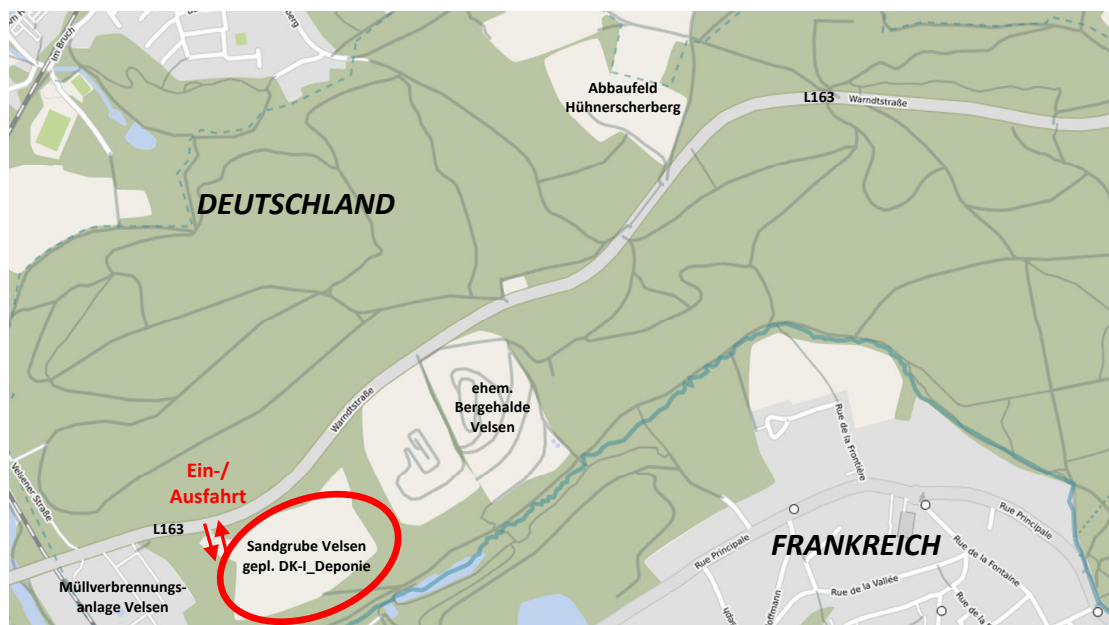 Im Bruch
Abbaufeld
Hühnerscherberg
L163
Warndtstraße
DEUTSCHLAND
ehem.
Bergehalde
Velsen
Warndtstraße
Rue de la Frontière
Ein-/
Ausfahrt
Velsener Straße
L163
Sandgrube Velsen
gepl. DK-I_Deponie
Müllverbrennungs-
anlage Velsen
FRANKREICH
Rue Principale
Rue Principale
Rue de la Fontaine
Rue de la Vallée